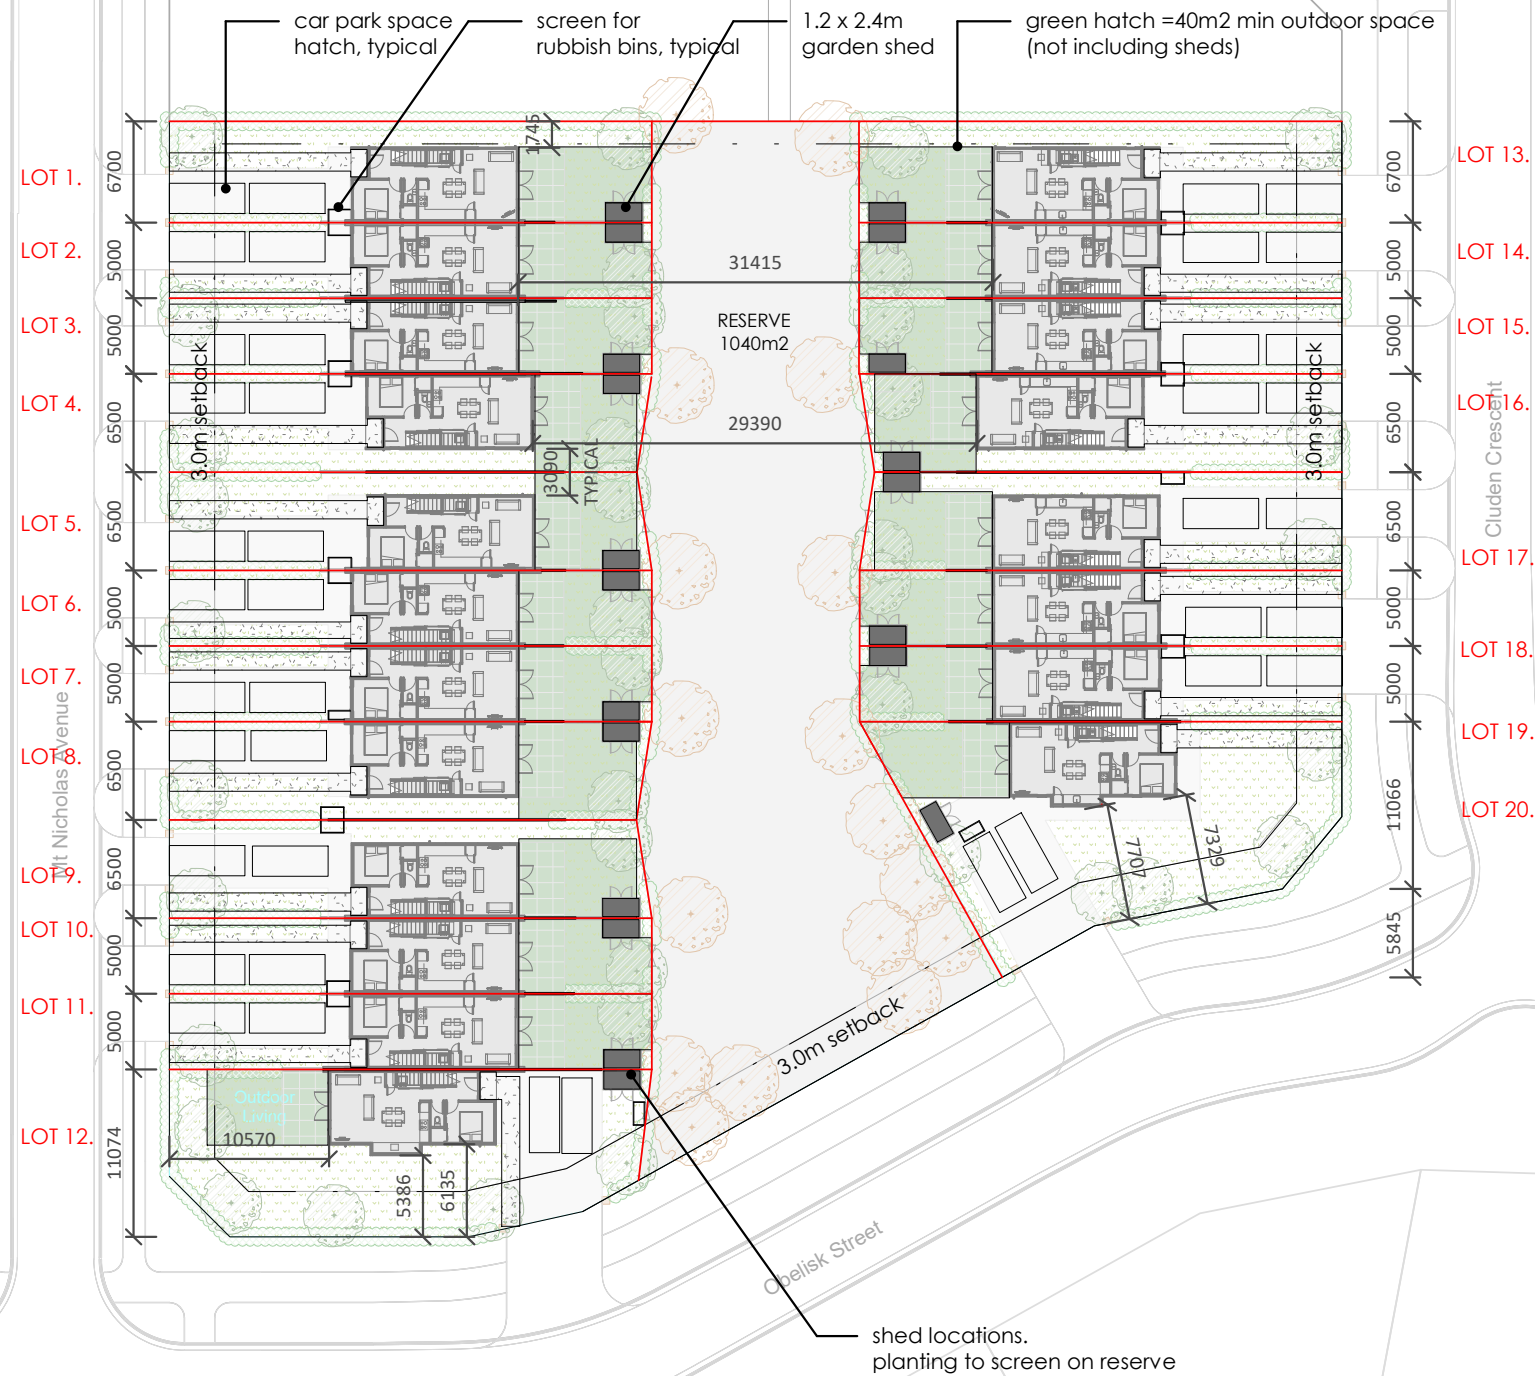 car park space
hatch, typical
screen for
rubbish bins, typical
1.2 x 2.4m
garden shed
green hatch =40m2 min outdoor space
(not including sheds)
1745
LOT 1.
6700
LOT 2.
5000
LOT 3.
5000
LOT 4.
6500
LOT 5.
6500
LOT 6.
5000
LOT 7.
5000
LOT 8.
6500
LOT 9.
6500
LOT 10.
5000
LOT 11.
5000
LOT 12.
11074
Mt Nicholas Avenue
3.0m setback
31415
RESERVE
1040m2
29390
3090
TYPICAL
LOT 13.
6700
LOT 14.
5000
LOT 15.
5000
LOT 16.
6500
LOT 17.
6500
LOT 18.
5000
LOT 19.
5000
LOT 20.
11066
5845
Cluden Crescent
3.0m setback
7707
7329
3.0m setback
Outdoor
Living
10570
5386
6135
Obelisk Street
shed locations.
planting to screen on reserve